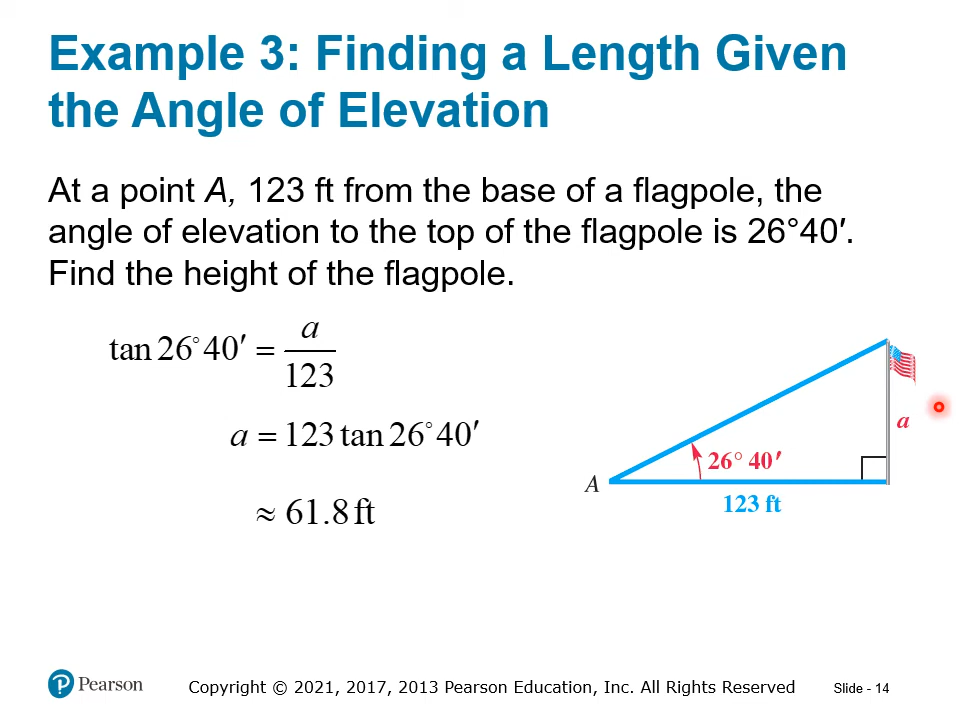 Example 3: Finding a Length Given
the Angle of Elevation
At a point A, 123 ft from the base of a flagpole, the
angle of elevation to the top of the flagpole is 26°40′.
Find the height of the flagpole.
tan 26°40′ = a/123
a = 123 tan 26°40′
≈ 61.8 ft
a
26° 40′
A
123 ft
P Pearson
Copyright © 2021, 2017, 2013 Pearson Education, Inc. All Rights Reserved
Slide - 14